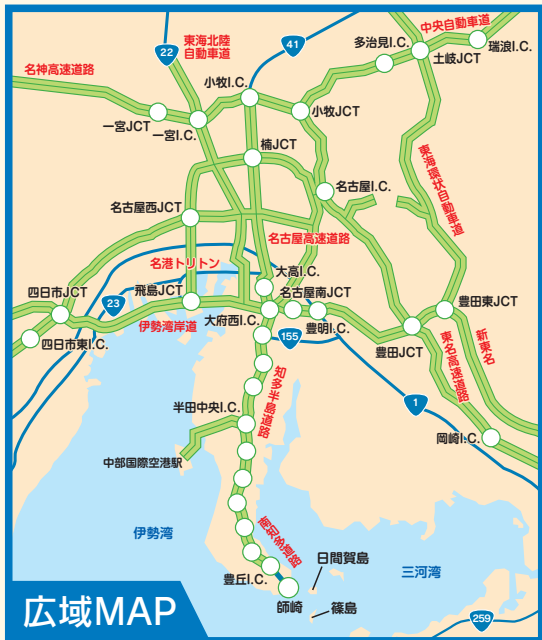 中央自動車道
瑞浪I.C.
多治見I.C.
土岐JCT
東海北陸
自動車道
22
41
名神高速道路
小牧I.C.
小牧JCT
一宮JCT
一宮I.C.
楠JCT
東海環状自動車道
名古屋I.C.
名古屋西JCT
名古屋高速道路
名港トリトン
大高I.C.
四日市JCT
飛島JCT
名古屋南JCT
23
豊田東JCT
伊勢湾岸道
大府西I.C.
豊明I.C.
155
四日市東I.C.
豊田JCT
東名高速道路
新東名
知多半島道路
1
半田中央I.C.
岡崎I.C.
中部国際空港駅
伊勢湾
南知多道路
日間賀島
三河湾
豊丘I.C.
師崎
篠島
広域MAP
259